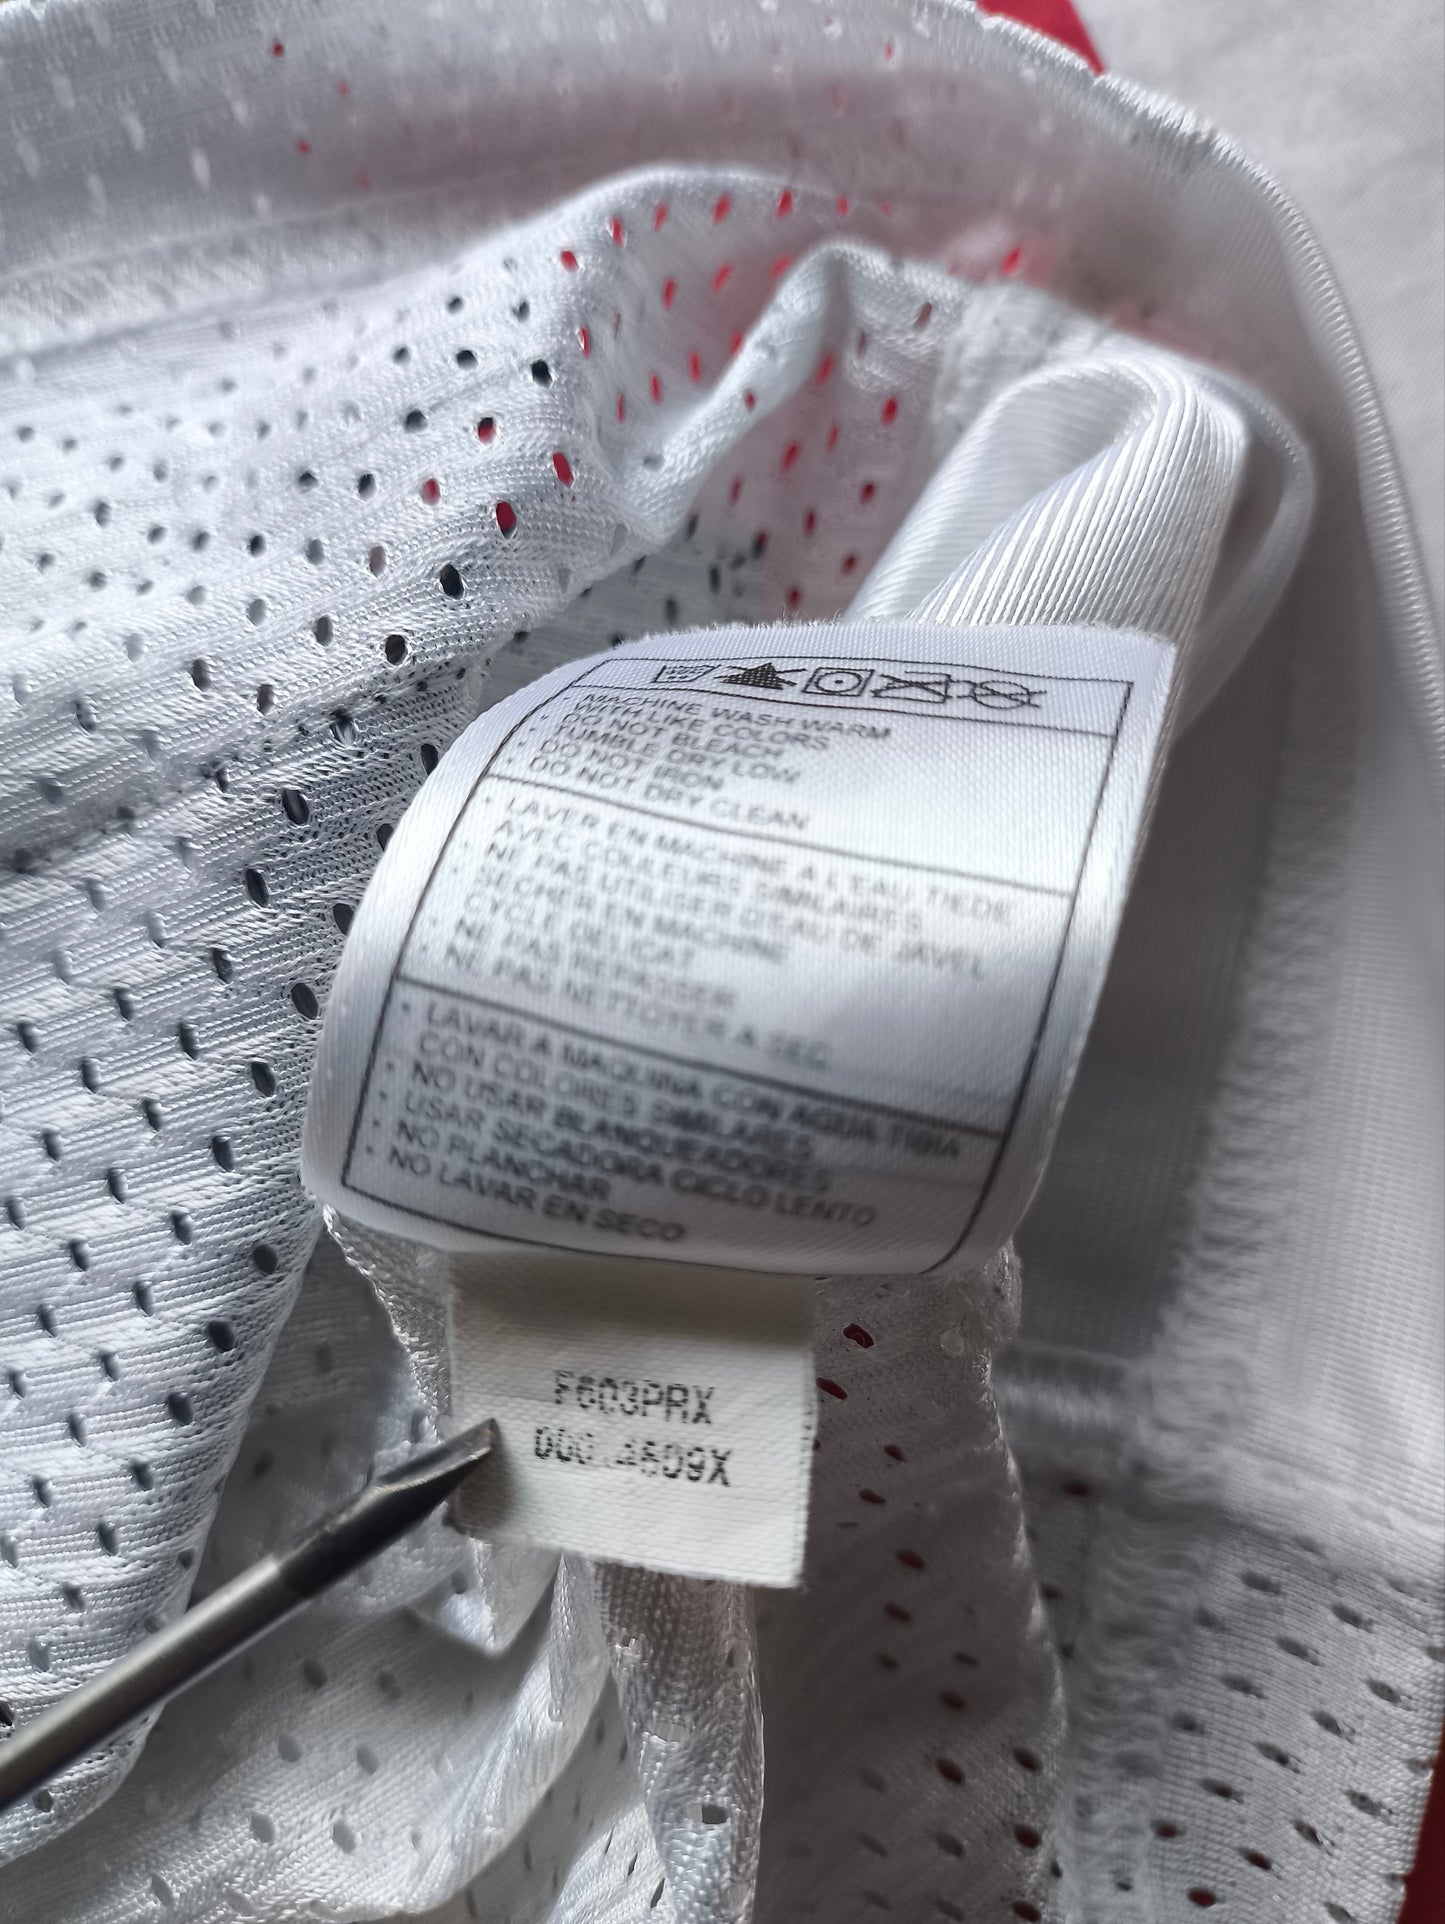 • MACHINE WASH WARM
WITH LIKE COLORS
• DO NOT BLEACH
• TUMBLE DRY LOW
• DO NOT IRON
• DO NOT DRY CLEAN
• LAVER EN MACHINE A L'EAU TIEDE
AVEC COULEURS SIMILAIRES
• NE PAS UTILISER D'EAU DE JAVEL
• SECHER EN MACHINE
CYCLE DELICAT
• NE PAS REPASSER
• NE PAS NETTOYER A SEC
• LAVAR A MAQUINA CON AGUA TIBIA
CON COLORES SIMILARES
• NO USAR BLANQUEADORES
• USAR SECADORA CICLO LENTO
• NO PLANCHAR
• NO LAVAR EN SECO
F603PRX